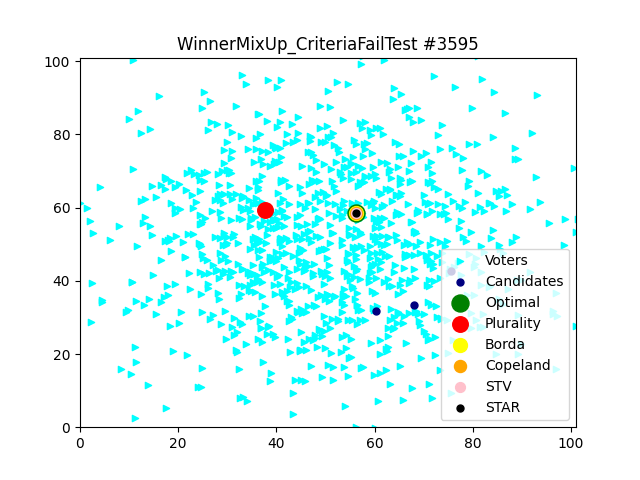 WinnerMixUp_CriteriaFailTest #3595
100
80
60
40
20
0
0 20 40 60 80 100
Voters
Candidates
Optimal
Plurality
Borda
Copeland
STV
STAR